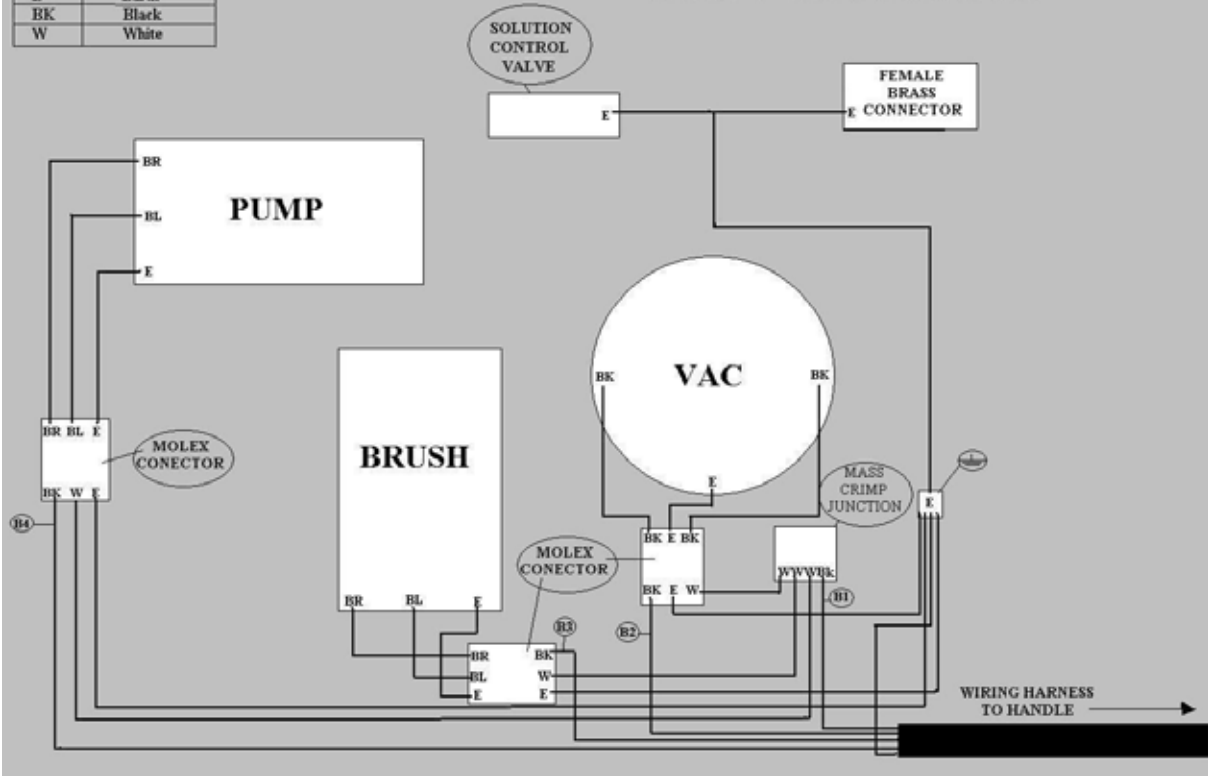 BK Black
W White
SOLUTION
CONTROL
VALVE
E
FEMALE
BRASS
E CONNECTOR
BR
BL
E
PUMP
BK
VAC
BK
E
BRUSH
BR BL E
MOLEX
CONECTOR
BK W E
B4
MASS
CRIMP
JUNCTION
E
BK E BK
MOLEX
CONECTOR
BK E W
W W W Bk
B1
BR BL E
B3
B2
BR BK
BL W
E E
WIRING HARNESS
TO HANDLE